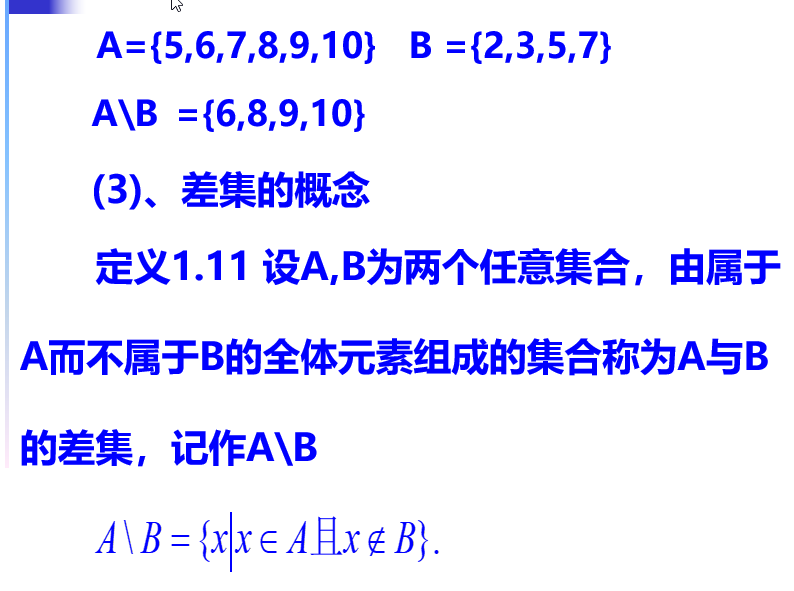 A={5,6,7,8,9,10} B ={2,3,5,7}
A\B ={6,8,9,10}
(3)、差集的概念
定义1.11 设A,B为两个任意集合，由属于
A而不属于B的全体元素组成的集合称为A与B
的差集，记作A\B
A \ B = {x|x ∈ A且x ∉ B}.